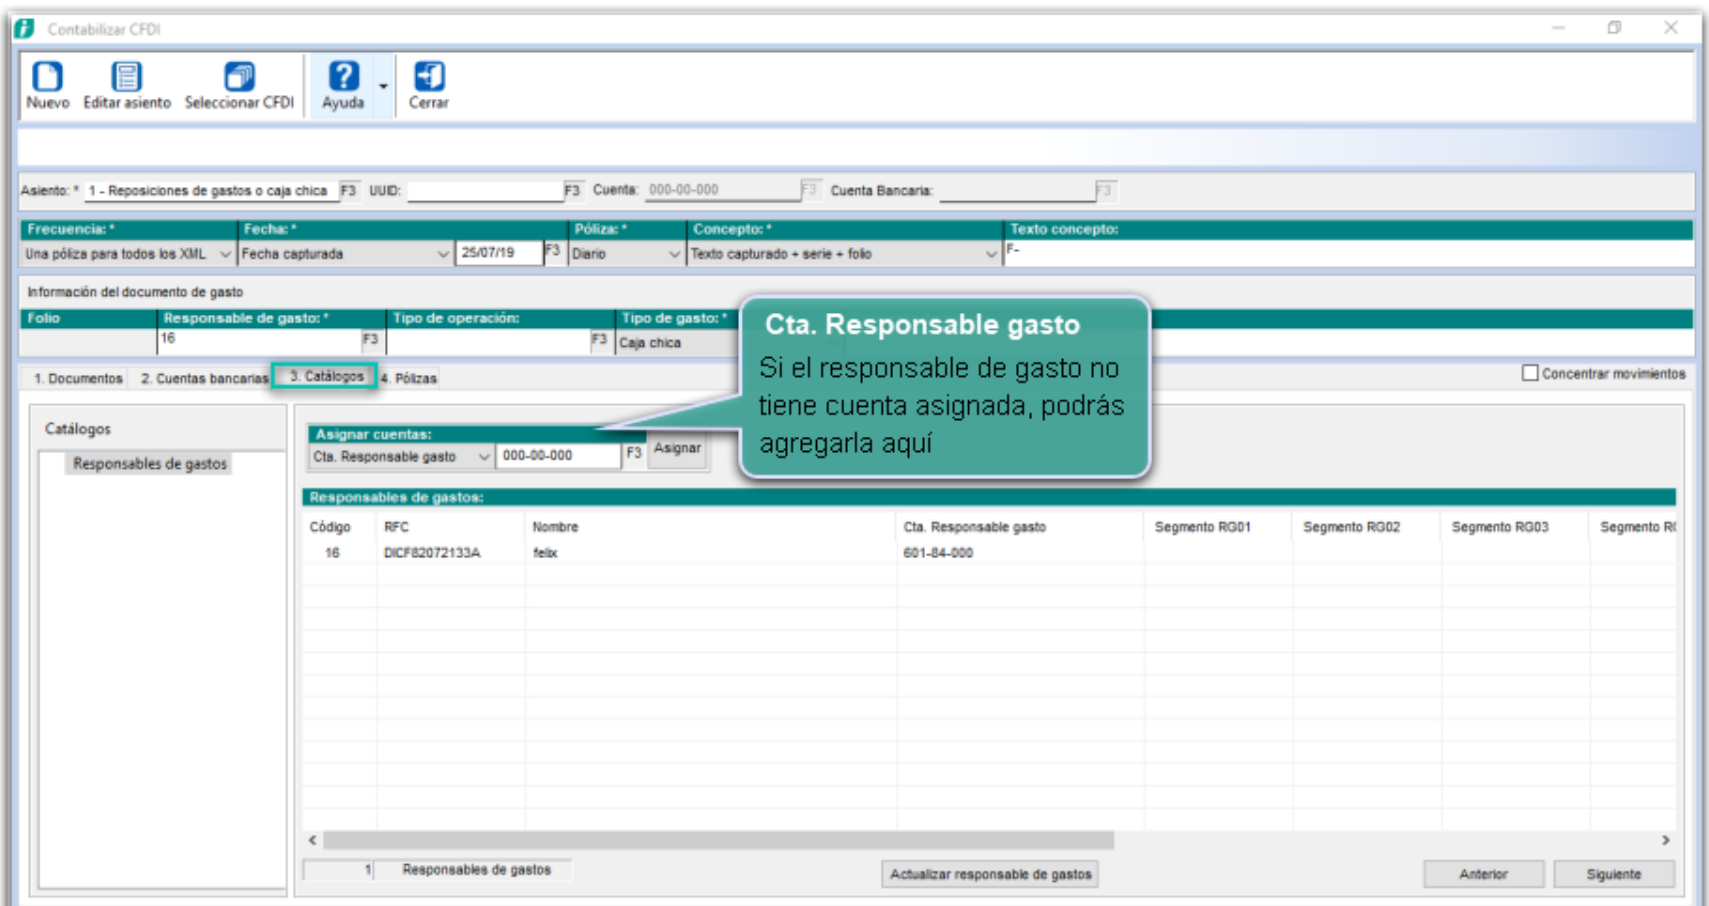 Contabilizar CFDI
Nuevo Editar asiento Seleccionar CFDI Ayuda Cerrar
Asiento: * 1 - Reposiciones de gastos o caja chica F3 UUID: F3 Cuenta: 000-00-000 F3 Cuenta Bancaria: F3
Frecuencia: * Fecha: * Póliza: * Concepto: * Texto concepto:
Una póliza para todos los XML Fecha capturada 25/07/19 F3 Diario Texto capturado + serie + folio F-
Información del documento de gasto
Folio Responsable de gasto: * Tipo de operación: Tipo de gasto: *
16 F3 F3 Caja chica
Cta. Responsable gasto
Si el responsable de gasto no
tiene cuenta asignada, podrás
agregarla aquí
1. Documentos 2. Cuentas bancarias 3. Catálogos 4. Pólizas Concentrar movimientos
Catálogos
Responsables de gastos
Asignar cuentas:
Cta. Responsable gasto 000-00-000 F3 Asignar
Responsables de gastos:
Código RFC Nombre Cta. Responsable gasto Segmento RG01 Segmento RG02 Segmento RG03 Segmento R
16 DICF82072133A felix 601-84-000
1 Responsables de gastos Actualizar responsable de gastos Anterior Siguiente